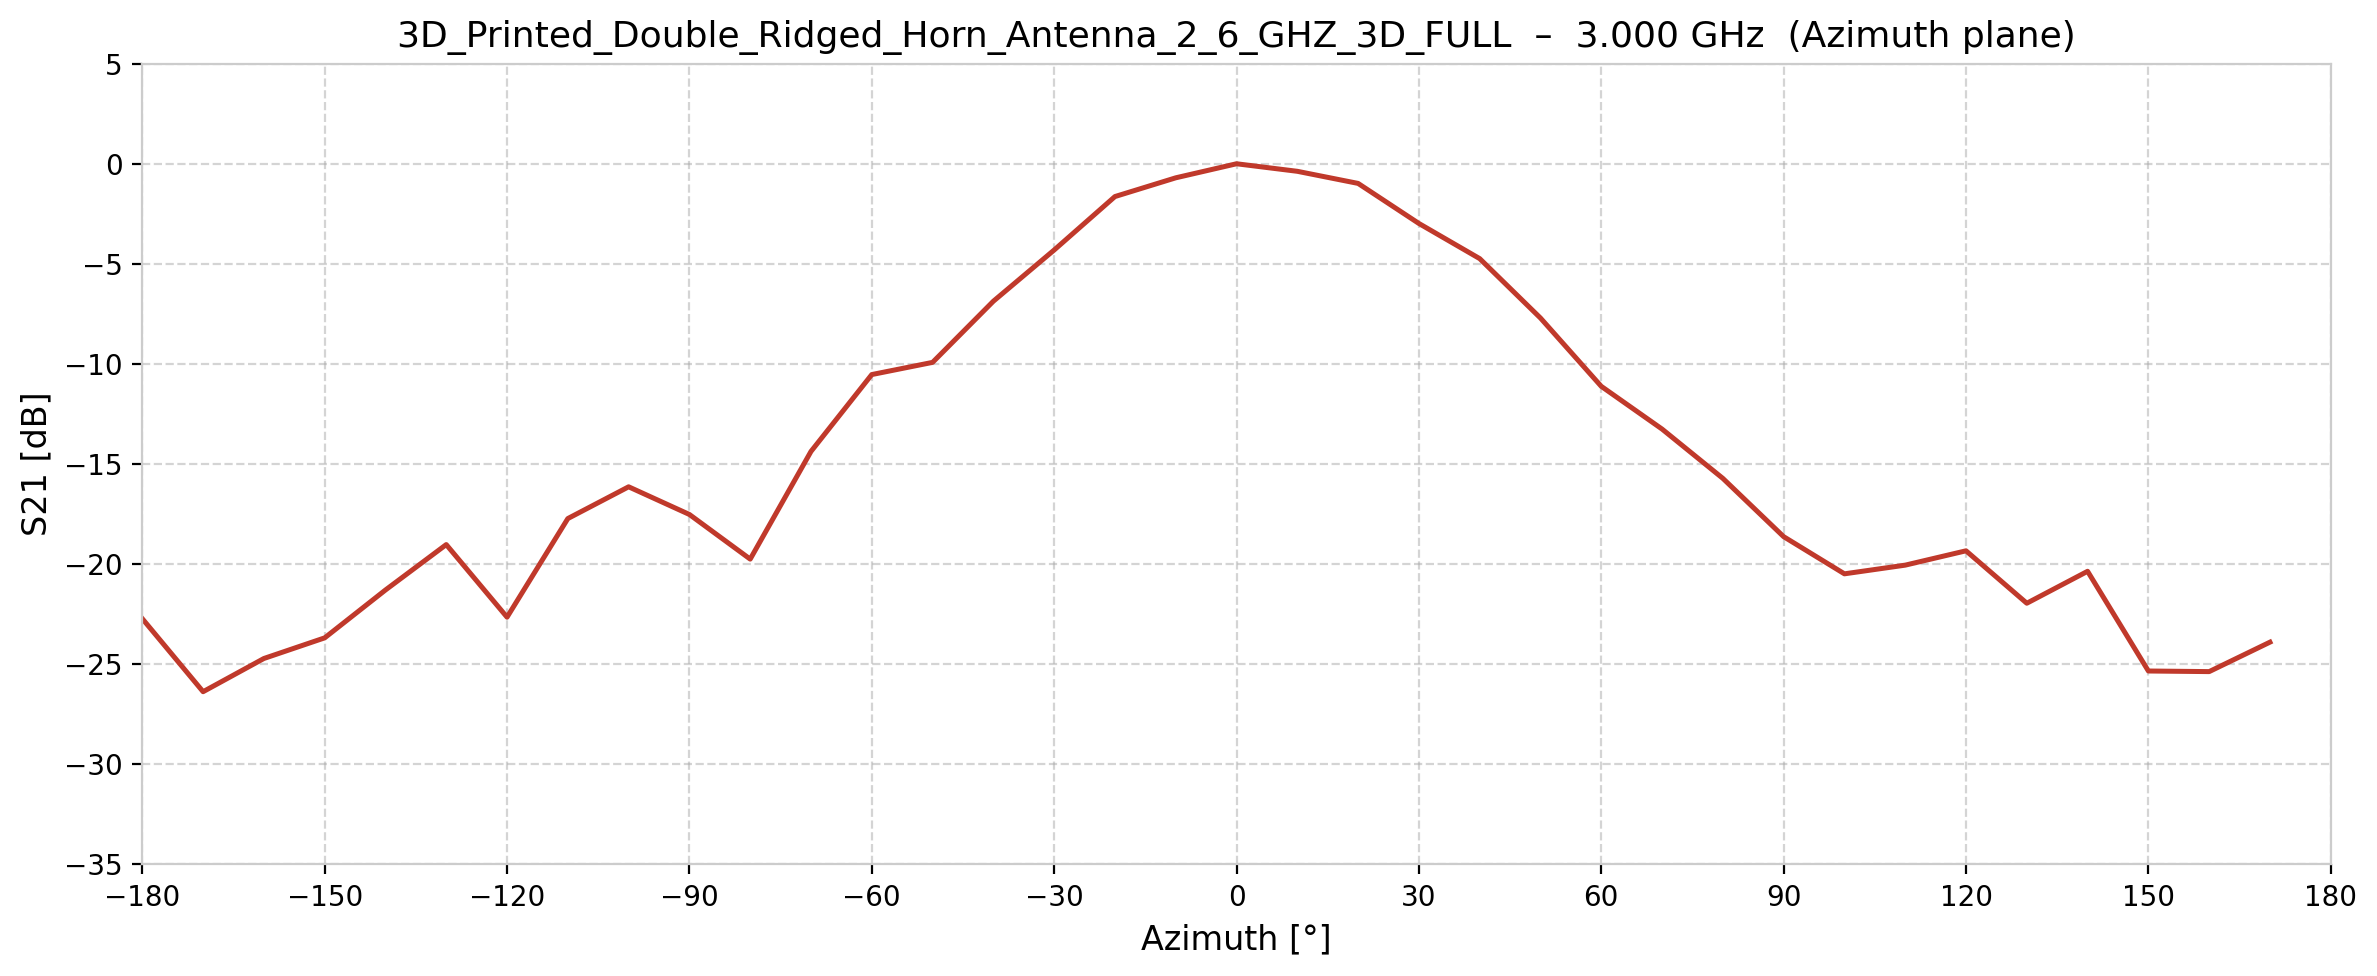 3D_Printed_Double_Ridged_Horn_Antenna_2_6_GHZ_3D_FULL – 3.000 GHz (Azimuth plane)
5
0
−5
−10
−15
−20
−25
−30
−35
S21 [dB]
−180 −150 −120 −90 −60 −30 0 30 60 90 120 150 180
Azimuth [°]